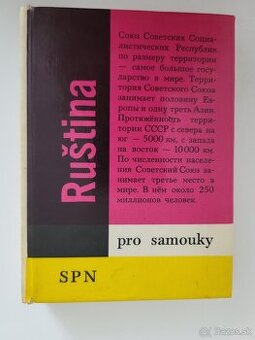 Ruština
Союз Советских Социа-
листических Республик
по размеру территории
— самое большое госу-
дарство в мире. Терри-
тория Советского Союза
занимает половину Ев-
ропы и одну треть Азии.
Протяжённость терри-
тории СССР с севера на
юг — 5000 км, с запада
на восток — 10 000 км.
По численности населе-
ния Советский Союз за-
нимает третье место в
мире. В нём около 250
миллионов человек.
pro samouky
SPN
bazos.sk